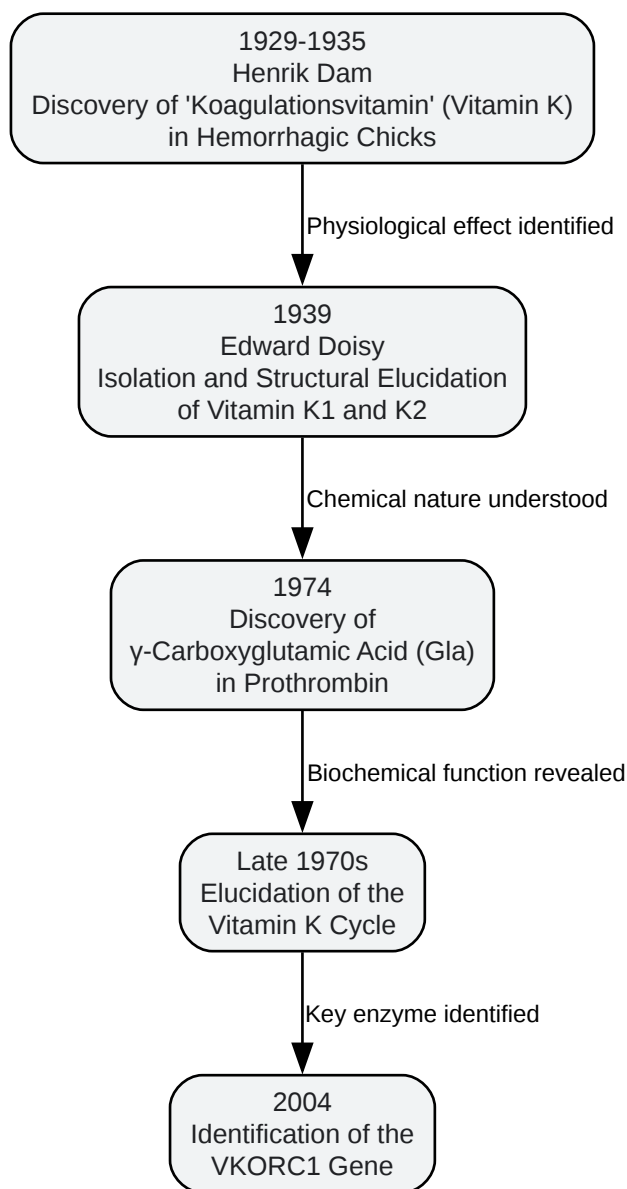 1929-1935
Henrik Dam
Discovery of 'Koagulationsvitamin' (Vitamin K)
in Hemorrhagic Chicks
Physiological effect identified
1939
Edward Doisy
Isolation and Structural Elucidation
of Vitamin K1 and K2
Chemical nature understood
1974
Discovery of
γ-Carboxyglutamic Acid (Gla)
in Prothrombin
Biochemical function revealed
Late 1970s
Elucidation of the
Vitamin K Cycle
Key enzyme identified
2004
Identification of the
VKORC1 Gene